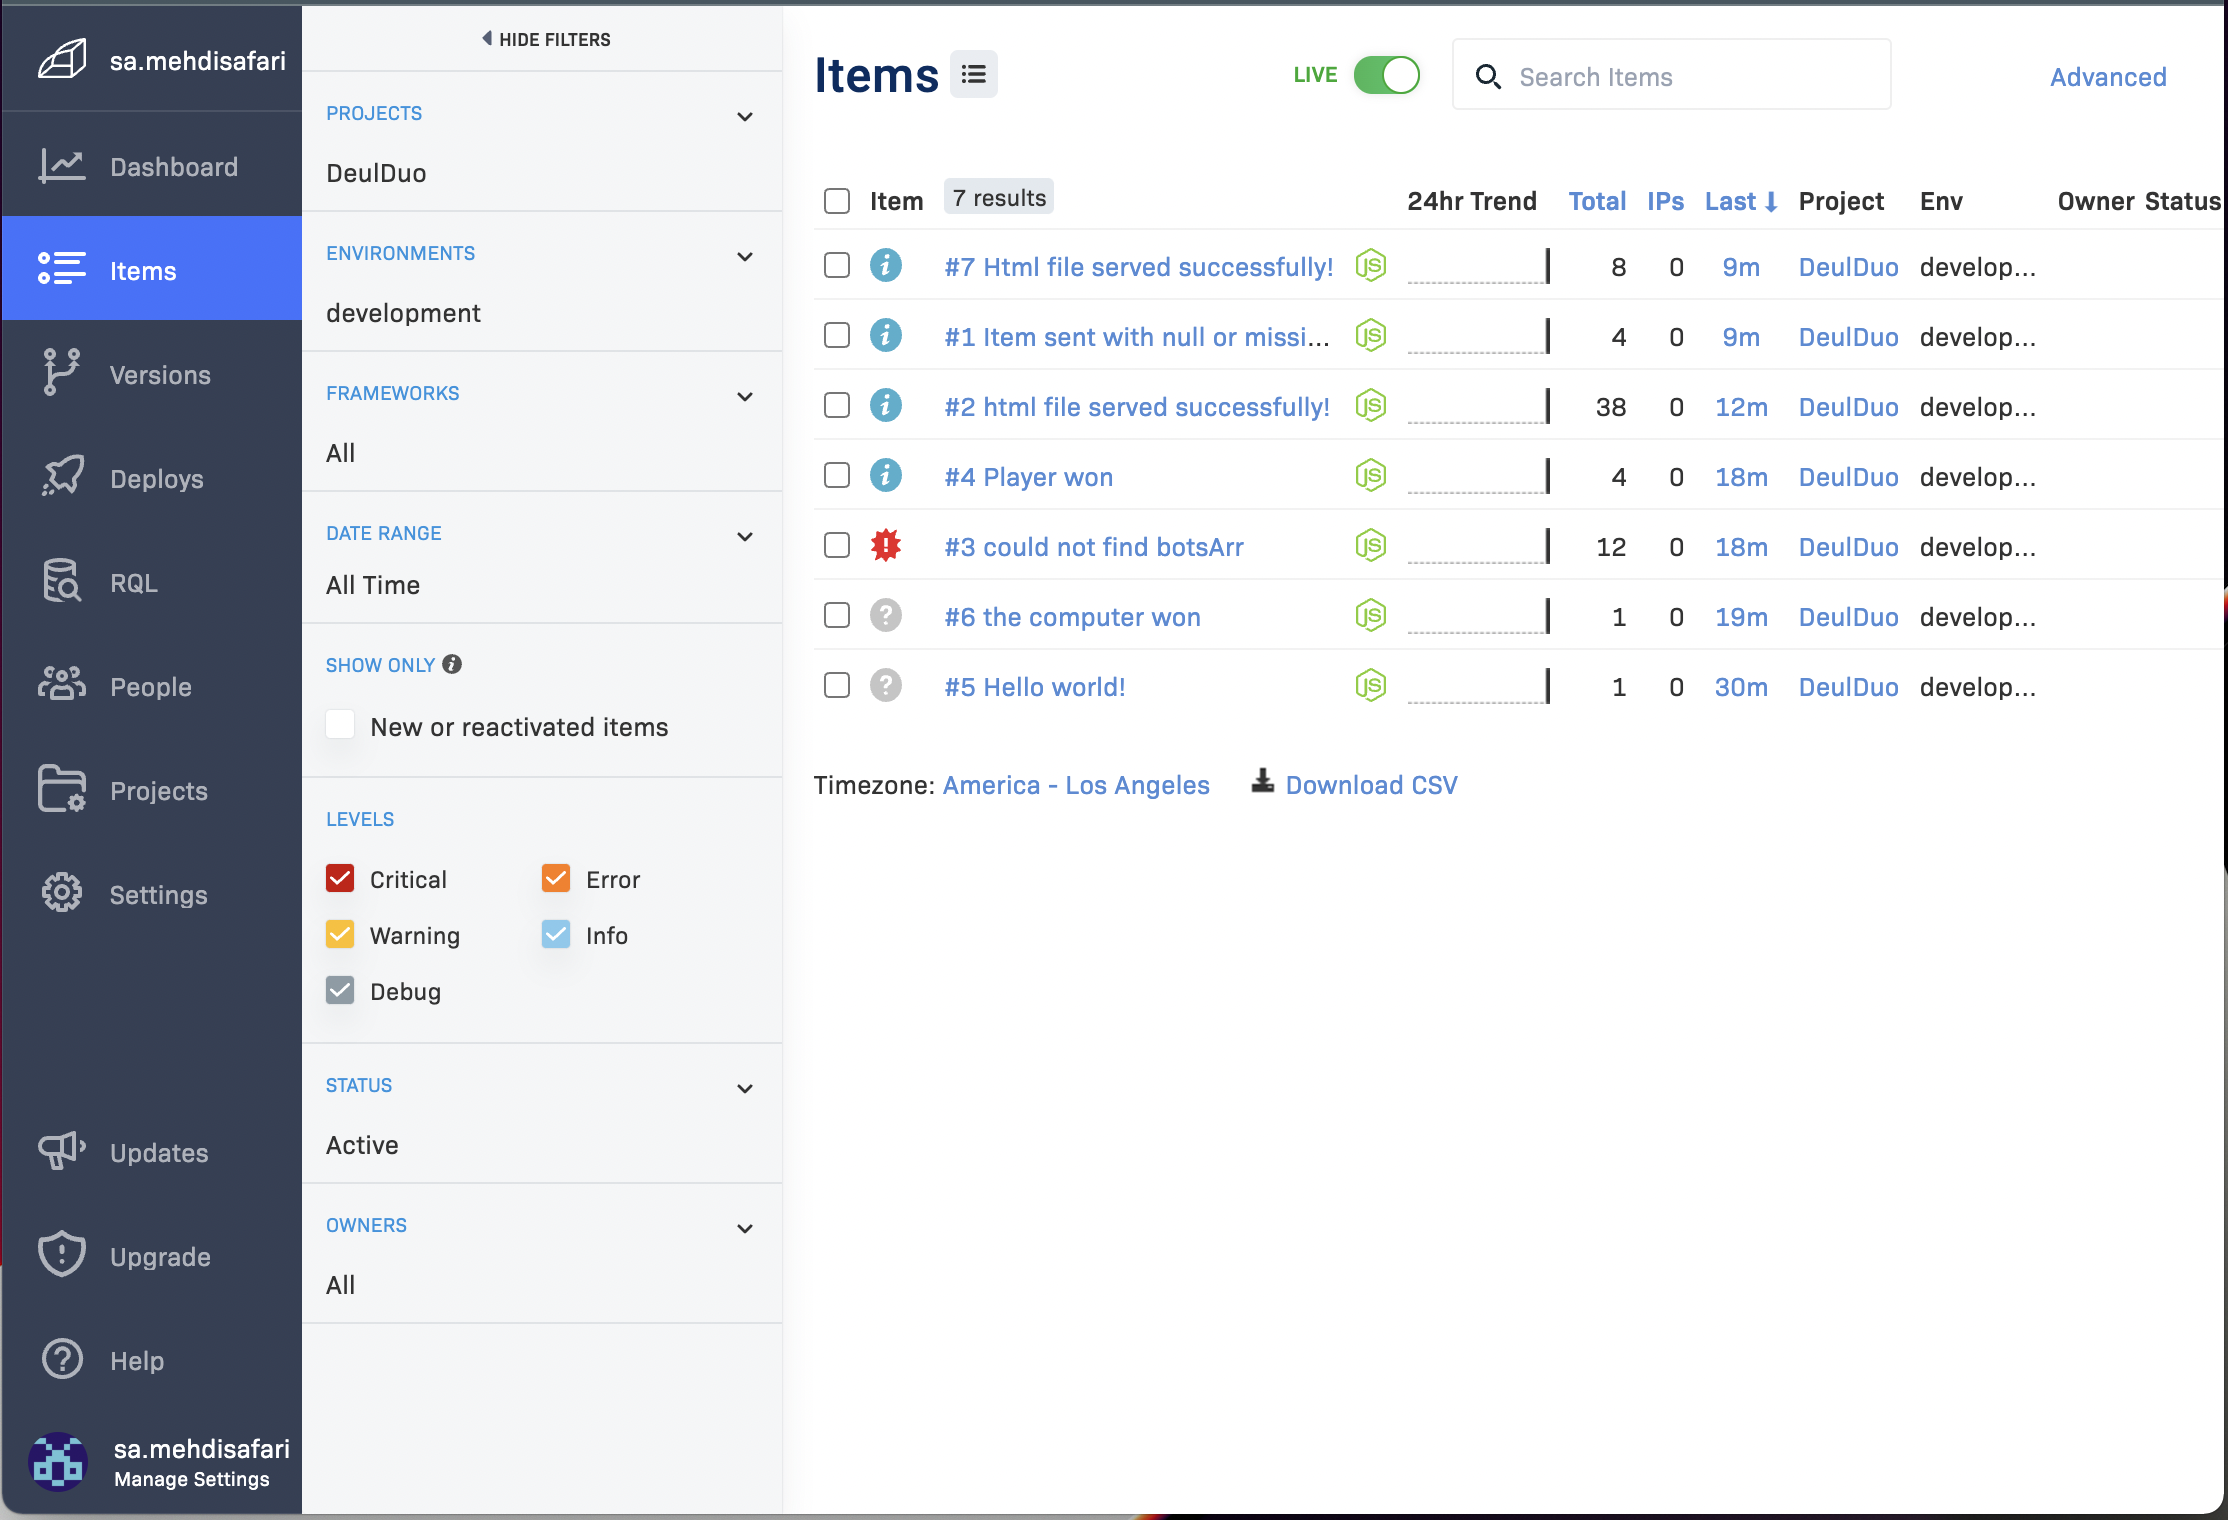 sa.mehdisafari
Dashboard
Items
Versions
Deploys
RQL
People
Projects
Settings
Updates
Upgrade
Help
sa.mehdisafari
Manage Settings
HIDE FILTERS
PROJECTS
DeulDuo
ENVIRONMENTS
development
FRAMEWORKS
All
DATE RANGE
All Time
SHOW ONLY
New or reactivated items
LEVELS
Critical Error
Warning Info
Debug
STATUS
Active
OWNERS
All
Items LIVE Search Items Advanced
Item 7 results 24hr Trend Total IPs Last Project Env Owner Status
#7 Html file served successfully! JS 8 0 9m DeulDuo develop...
#1 Item sent with null or missi... JS 4 0 9m DeulDuo develop...
#2 html file served successfully! JS 38 0 12m DeulDuo develop...
#4 Player won JS 4 0 18m DeulDuo develop...
#3 could not find botsArr JS 12 0 18m DeulDuo develop...
#6 the computer won JS 1 0 19m DeulDuo develop...
#5 Hello world! JS 1 0 30m DeulDuo develop...
Timezone: America - Los Angeles Download CSV